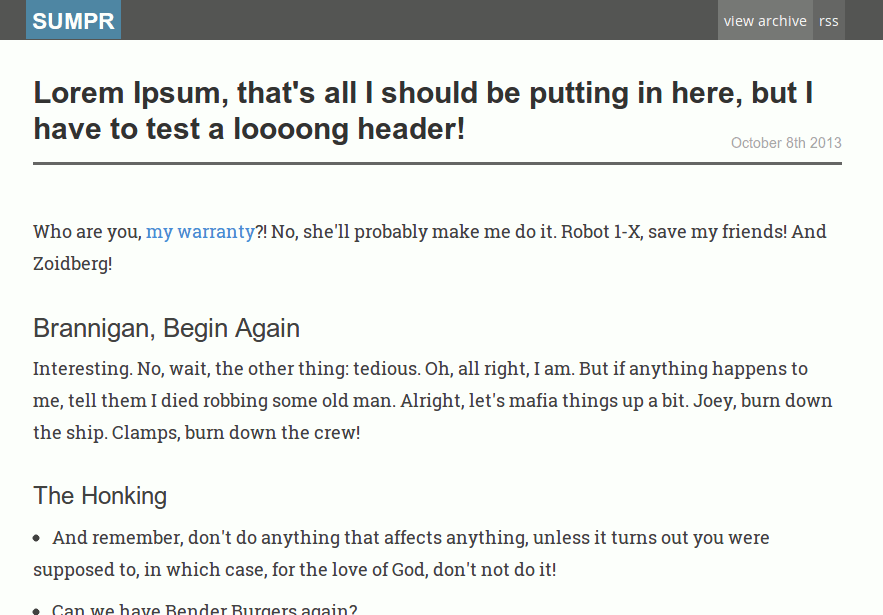 SUMPR
view archive rss
Lorem Ipsum, that's all I should be putting in here, but I
have to test a loooong header!
October 8th 2013
Who are you, my warranty?! No, she'll probably make me do it. Robot 1-X, save my friends! And
Zoidberg!
Brannigan, Begin Again
Interesting. No, wait, the other thing: tedious. Oh, all right, I am. But if anything happens to
me, tell them I died robbing some old man. Alright, let's mafia things up a bit. Joey, burn down
the ship. Clamps, burn down the crew!
The Honking
• And remember, don't do anything that affects anything, unless it turns out you were
supposed to, in which case, for the love of God, don't not do it!
• Can we have Bender Burgers again?